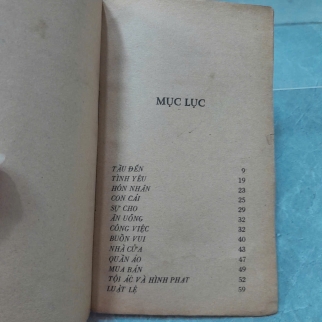 MỤC LỤC
TẦU ĐẾN 9
TÌNH YÊU 19
HÔN NHÂN 23
CON CÁI 25
SỰ CHO 29
ĂN UỐNG 32
CÔNG VIỆC 32
BUỒN VUI 40
NHÀ CỬA 43
QUẦN ÁO 47
MUA BÁN 49
TỘI ÁC VÀ HÌNH PHẠT 52
LUẬT LỆ 59